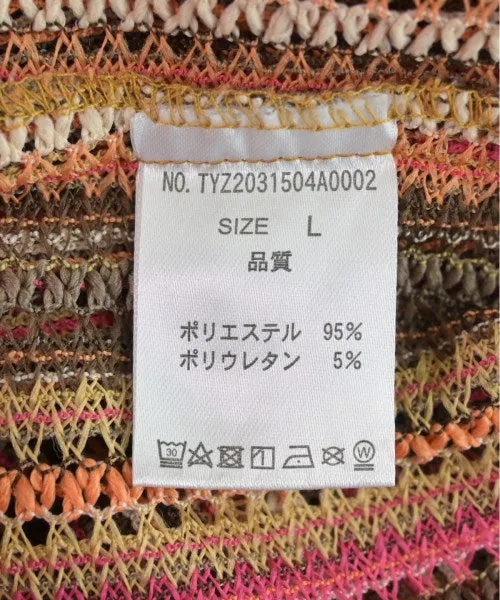 NO. TYZ2031504A0002
SIZE L
品質
ポリエステル 95%
ポリウレタン 5%
30 W